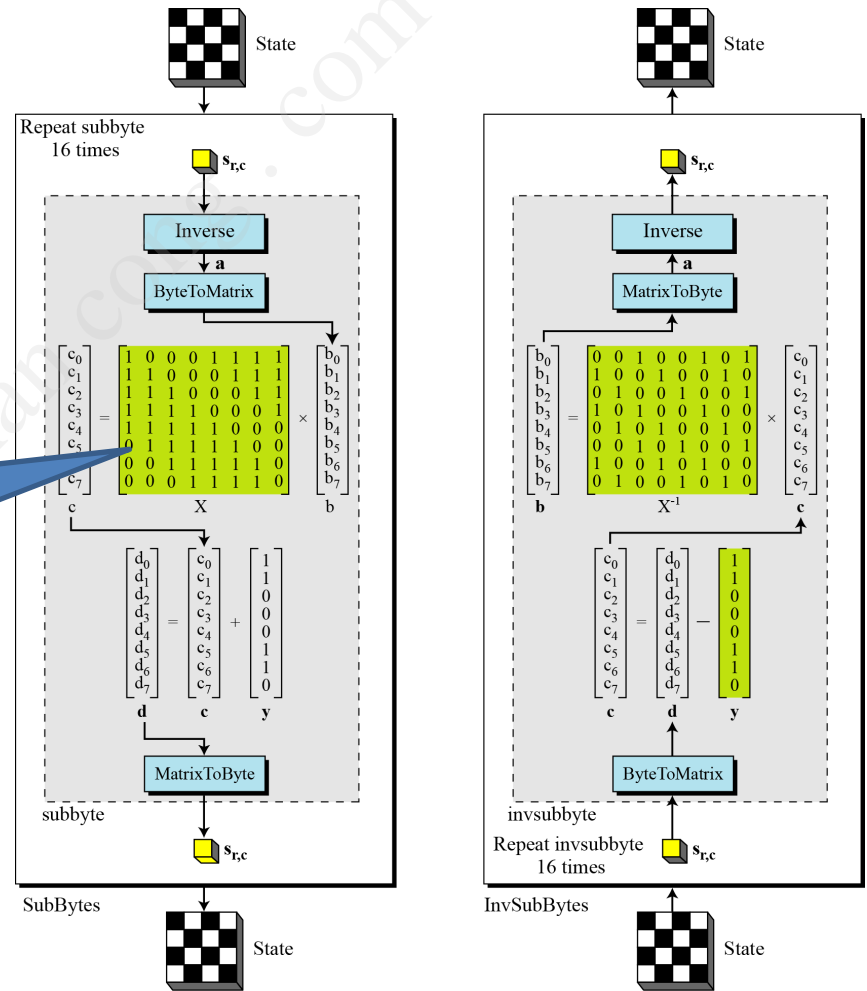 State
Repeat subbyte
16 times
s_r,c
Inverse
a
ByteToMatrix
c0 1 0 0 0 1 1 1 1 b0
c1 1 1 0 0 0 1 1 1 b1
c2 1 1 1 0 0 0 1 1 b2
c3 1 1 1 1 0 0 0 1 b3
c4 = 1 1 1 1 1 0 0 0 × b4
c5 0 1 1 1 1 1 0 0 b5
c6 0 0 1 1 1 1 1 0 b6
c7 0 0 0 1 1 1 1 0 b7
c X b
d0 c0 1
d1 c1 1
d2 c2 0
d3 c3 0
d4 = c4 + 0
d5 c5 1
d6 c6 1
d7 c7 0
d c y
MatrixToByte
subbyte
s_r,c
SubBytes
State
State
s_r,c
Inverse
a
MatrixToByte
b0 0 0 1 0 0 1 0 1 c0
b1 1 0 0 1 0 0 1 0 c1
b2 0 1 0 0 1 0 0 1 c2
b3 1 0 1 0 0 1 0 0 c3
b4 = 0 1 0 1 0 0 1 0 × c4
b5 0 0 1 0 1 0 0 1 c5
b6 1 0 0 1 0 1 0 0 c6
b7 0 1 0 0 1 0 1 0 c7
b X-1 c
c0 d0 1
c1 d1 1
c2 d2 0
c3 d3 0
c4 = d4 − 0
c5 d5 1
c6 d6 1
c7 d7 0
c d y
ByteToMatrix
invsubbyte
Repeat invsubbyte
16 times
s_r,c
InvSubBytes
State
cong . com